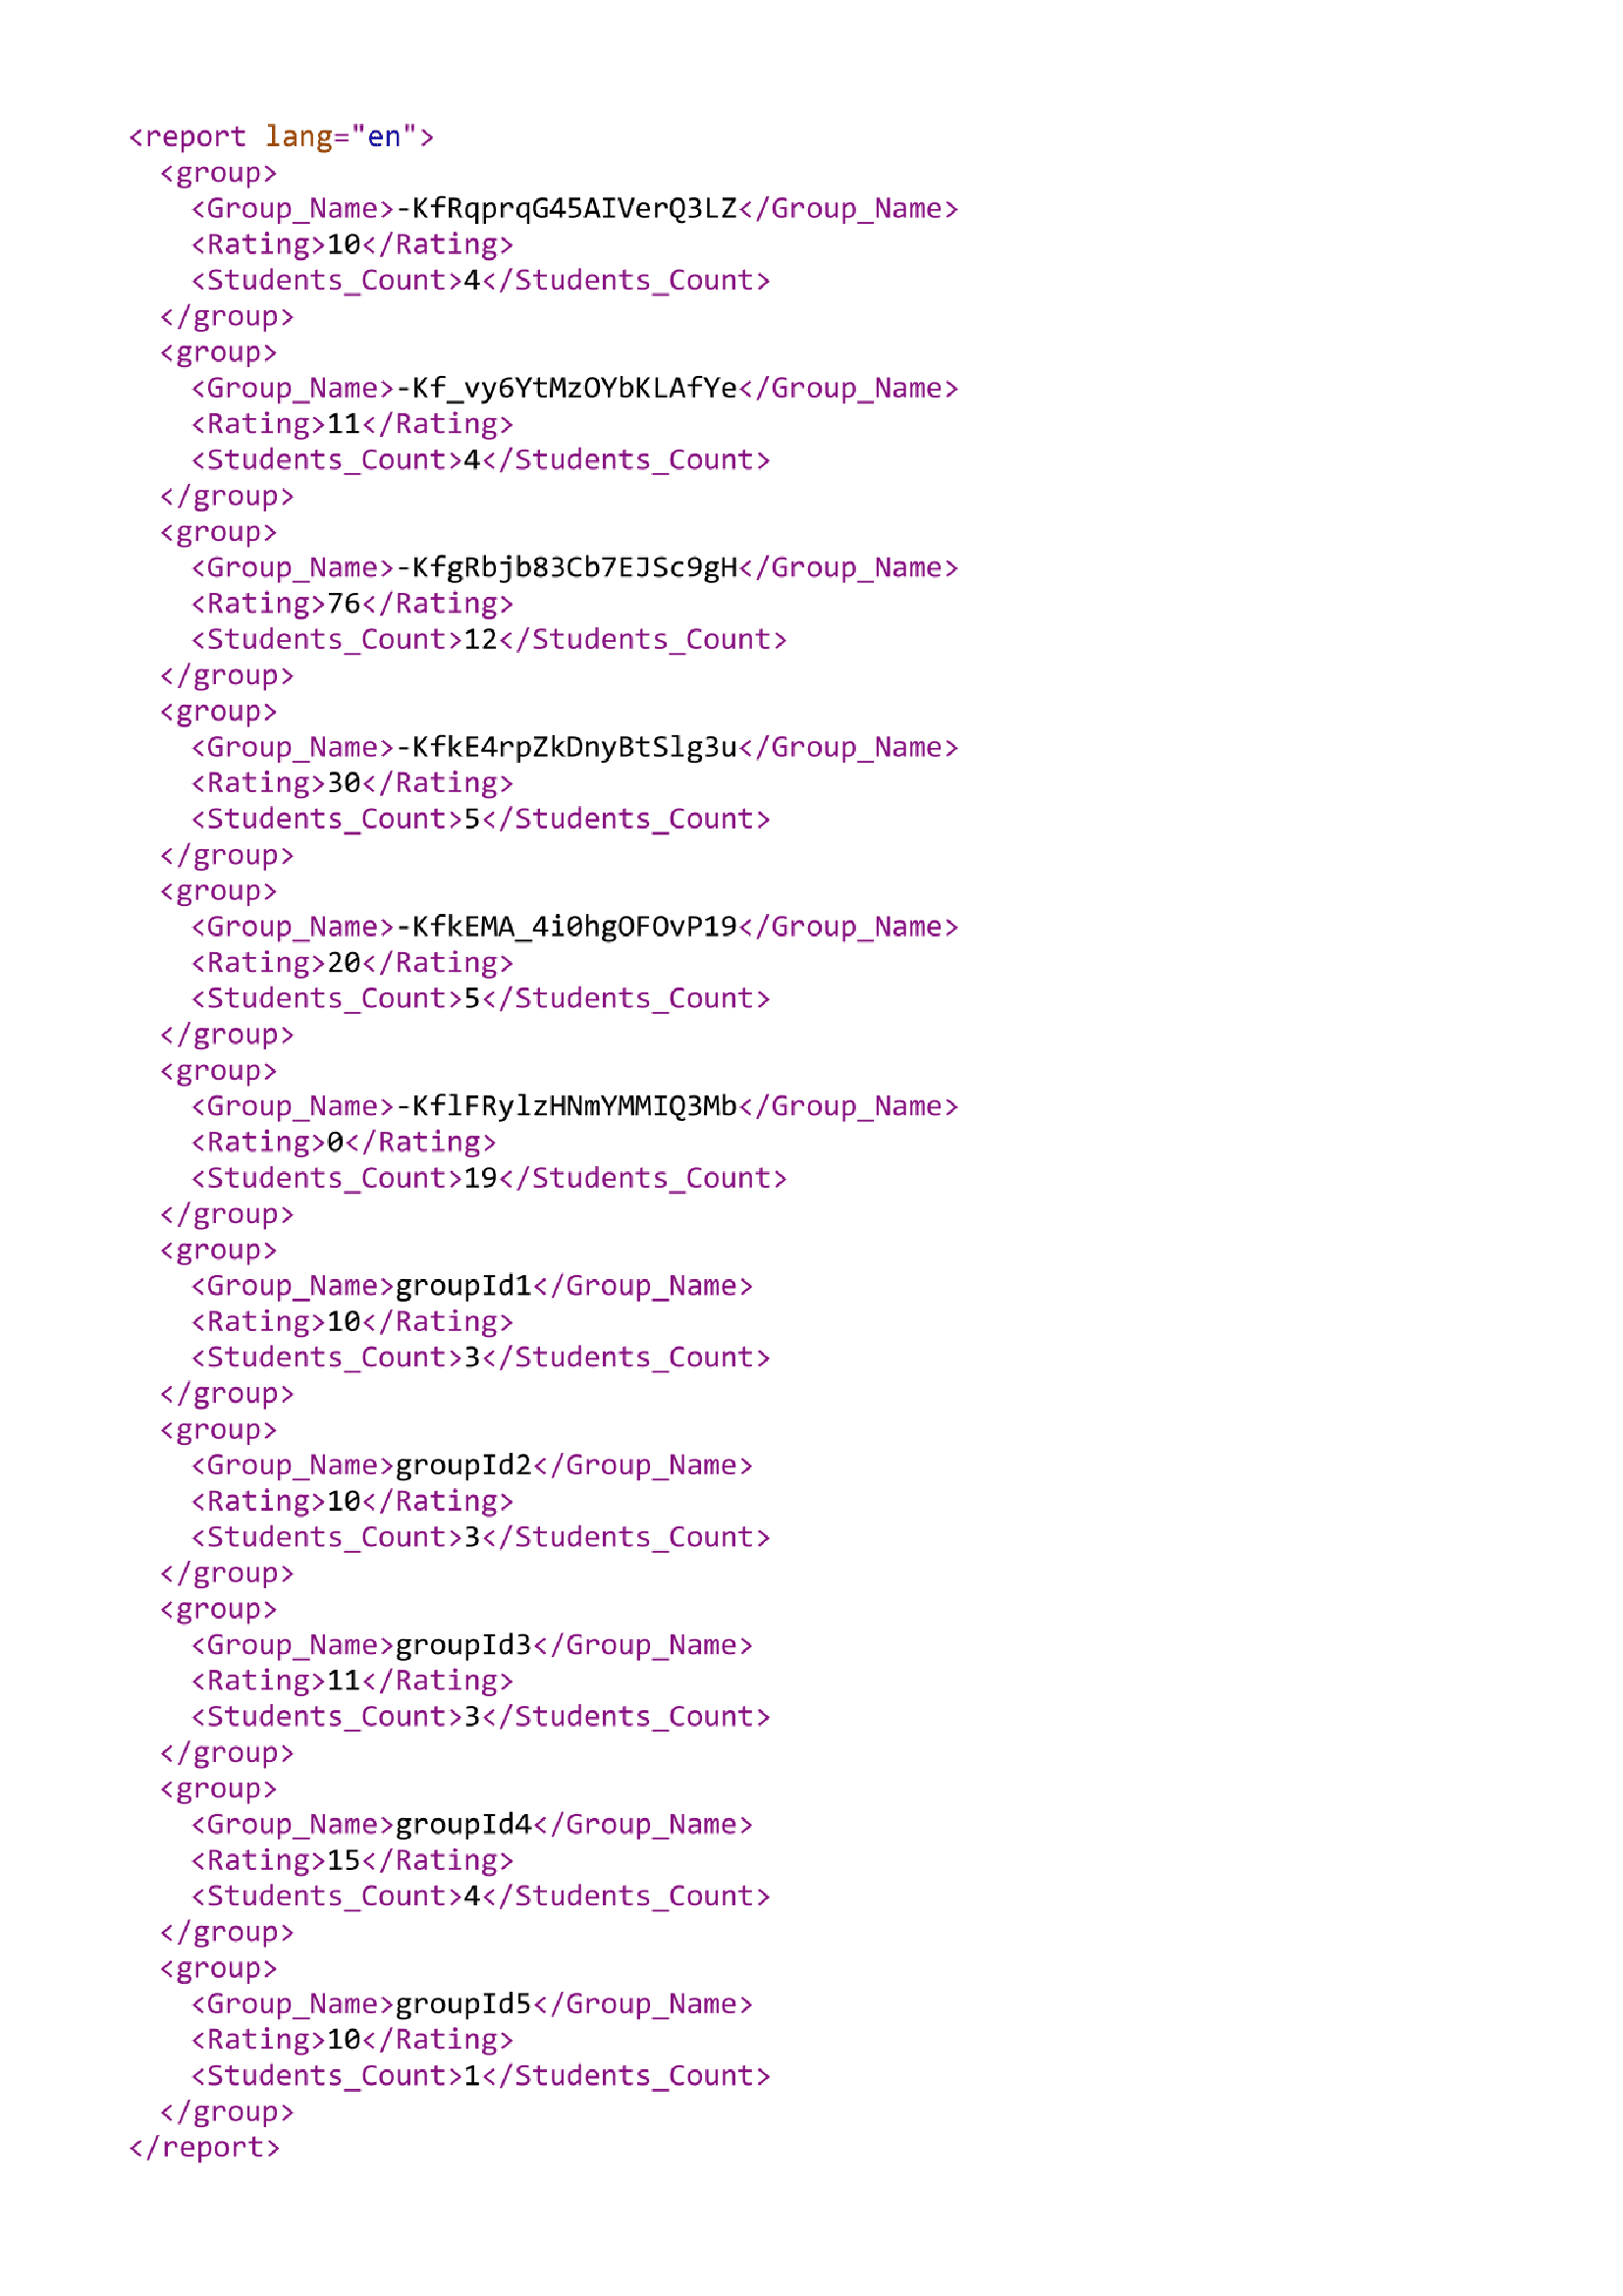 <report lang="en">
<group>
<Group_Name>-KfRqprqG45AIVerQ3LZ</Group_Name>
<Rating>10</Rating>
<Students_Count>4</Students_Count>
</group>
<group>
<Group_Name>-Kf_vy6YtMzOYbKLAfYe</Group_Name>
<Rating>11</Rating>
<Students_Count>4</Students_Count>
</group>
<group>
<Group_Name>-KfgRbjb83Cb7EJSc9gH</Group_Name>
<Rating>76</Rating>
<Students_Count>12</Students_Count>
</group>
<group>
<Group_Name>-KfkE4rpZkDnyBtSlg3u</Group_Name>
<Rating>30</Rating>
<Students_Count>5</Students_Count>
</group>
<group>
<Group_Name>-KfkEMA_4i0hgOFOvP19</Group_Name>
<Rating>20</Rating>
<Students_Count>5</Students_Count>
</group>
<group>
<Group_Name>-KflFRylzHNmYMMIQ3Mb</Group_Name>
<Rating>0</Rating>
<Students_Count>19</Students_Count>
</group>
<group>
<Group_Name>groupId1</Group_Name>
<Rating>10</Rating>
<Students_Count>3</Students_Count>
</group>
<group>
<Group_Name>groupId2</Group_Name>
<Rating>10</Rating>
<Students_Count>3</Students_Count>
</group>
<group>
<Group_Name>groupId3</Group_Name>
<Rating>11</Rating>
<Students_Count>3</Students_Count>
</group>
<group>
<Group_Name>groupId4</Group_Name>
<Rating>15</Rating>
<Students_Count>4</Students_Count>
</group>
<group>
<Group_Name>groupId5</Group_Name>
<Rating>10</Rating>
<Students_Count>1</Students_Count>
</group>
</report>